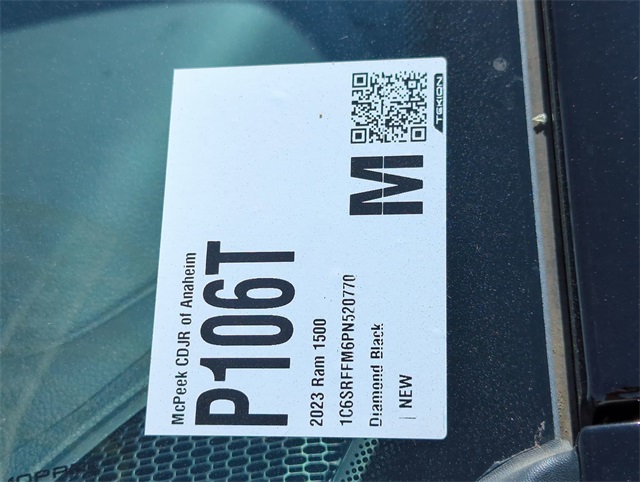 McPeek CDJR of Anaheim
P106T
2023 Ram 1500
1C6SRFFM6PN520770
Diamond Black
| NEW
M
TEKION